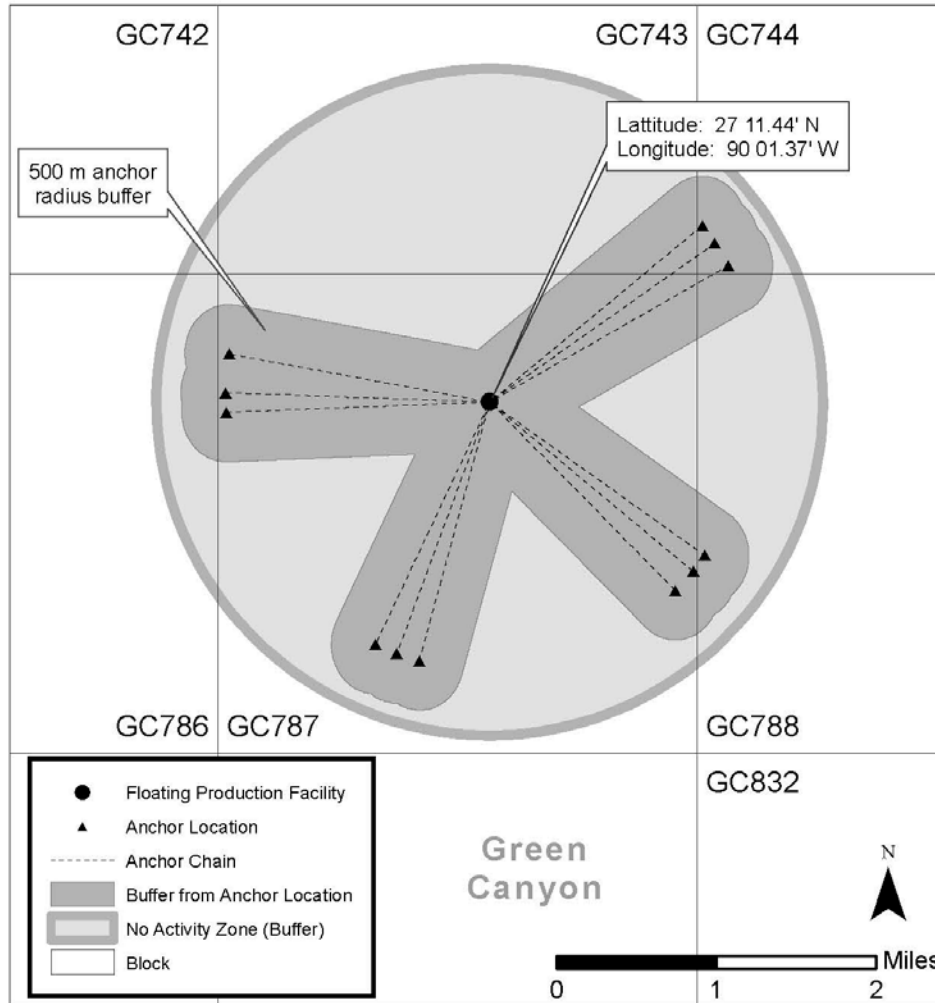 GC742
GC743
GC744
Lattitude: 27 11.44' N
Longitude: 90 01.37' W
500 m anchor
radius buffer
GC786
GC787
GC788
GC832
Floating Production Facility
Anchor Location
Anchor Chain
Buffer from Anchor Location
No Activity Zone (Buffer)
Block
Green
Canyon
N
Miles
0
1
2